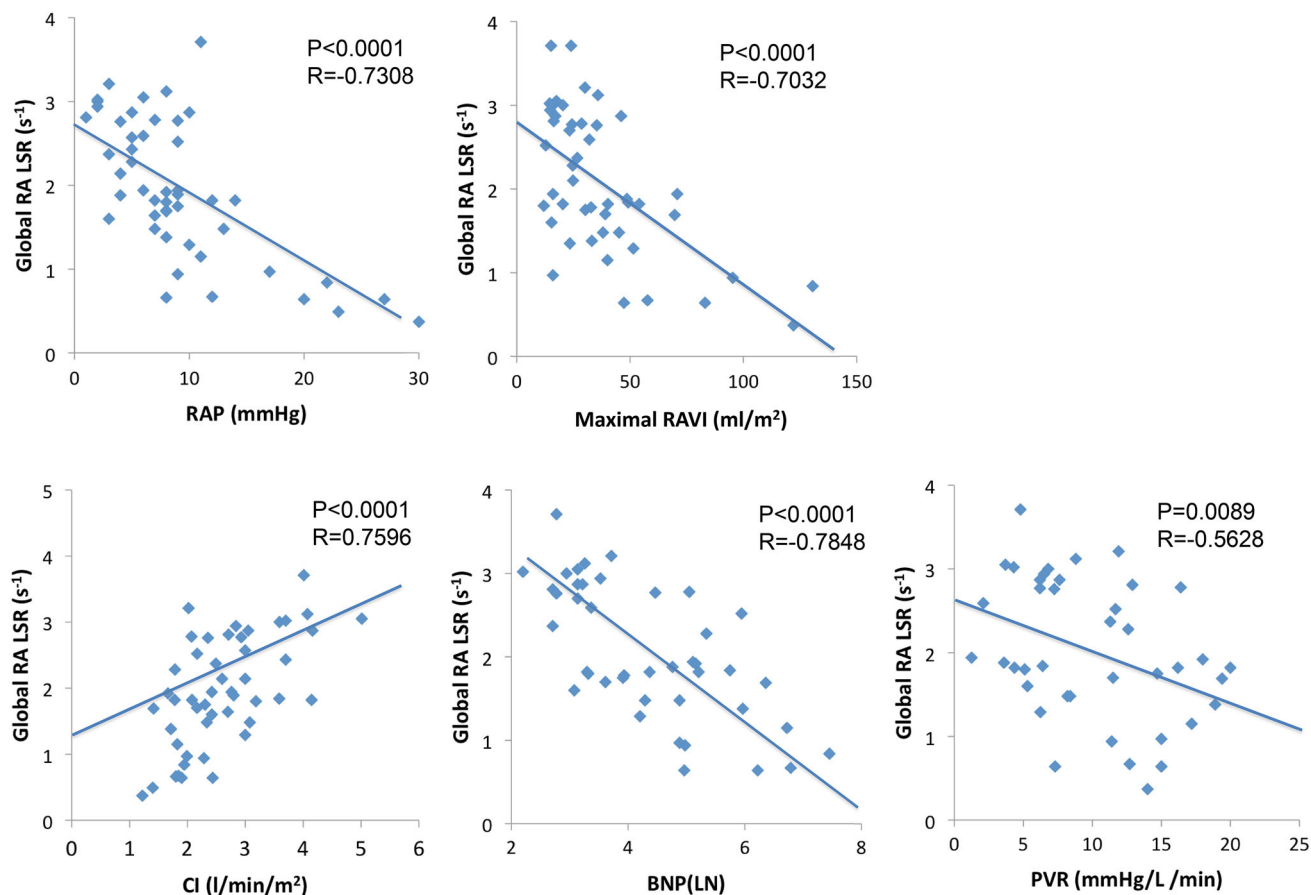 4
3
2
1
0
Global RA LSR (s⁻¹)
P<0.0001
R=-0.7308
0 10 20 30
RAP (mmHg)
4
3
2
1
0
Global RA LSR (s⁻¹)
P<0.0001
R=-0.7032
0 50 100 150
Maximal RAVI (ml/m²)
5
4
3
2
1
0
Global RA LSR (s⁻¹)
P<0.0001
R=0.7596
0 1 2 3 4 5 6
CI (l/min/m²)
4
3
2
1
0
Global RA LSR (s⁻¹)
P<0.0001
R=-0.7848
2 4 6 8
BNP(LN)
4
3
2
1
0
Global RA LSR (s⁻¹)
P=0.0089
R=-0.5628
0 5 10 15 20 25
PVR (mmHg/L /min)